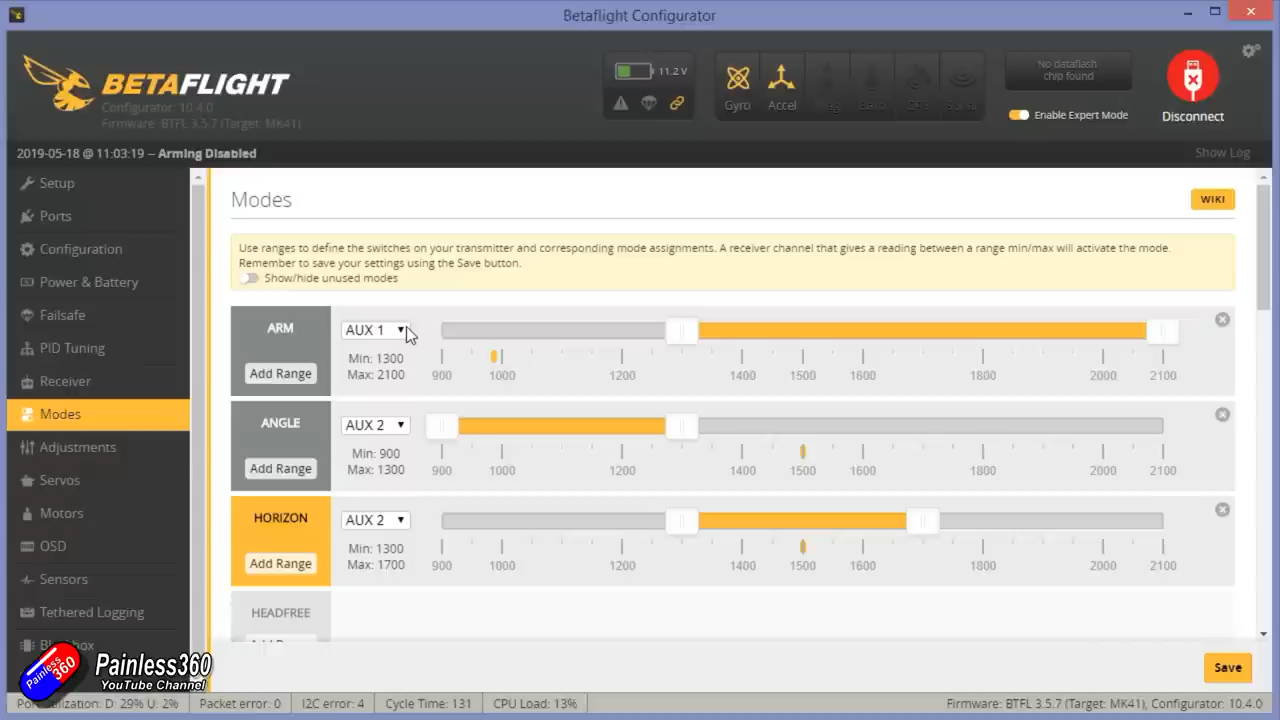 Betaflight Configurator
BETAFLIGHT
Configurator: 10.4.0
Firmware: BTFL 3.5.7 (Target: MK41)
11.2 V
Gyro
Accel
No dataflash
chip found
Enable Expert Mode
Disconnect
2019-05-18 @ 11:03:19 -- Arming Disabled
Show Log
Setup
Ports
Configuration
Power & Battery
Failsafe
PID Tuning
Receiver
Modes
Adjustments
Servos
Motors
OSD
Sensors
Tethered Logging
Modes
WIKI
Use ranges to define the switches on your transmitter and corresponding mode assignments. A receiver channel that gives a reading between a range min/max will activate the mode.
Remember to save your settings using the Save button.
Show/hide unused modes
ARM
Add Range
AUX 1
Min: 1300
Max: 2100
900 1000 1200 1400 1500 1600 1800 2000 2100
ANGLE
Add Range
AUX 2
Min: 900
Max: 1300
900 1000 1200 1400 1500 1600 1800 2000 2100
HORIZON
Add Range
AUX 2
Min: 1300
Max: 1700
900 1000 1200 1400 1500 1600 1800 2000 2100
HEADFREE
Save
Painless360
Painless360
YouTube Channel
D: 29% U: 2%
Packet error: 0
I2C error: 4
Cycle Time: 131
CPU Load: 13%
Firmware: BTFL 3.5.7 (Target: MK41), Configurator: 10.4.0